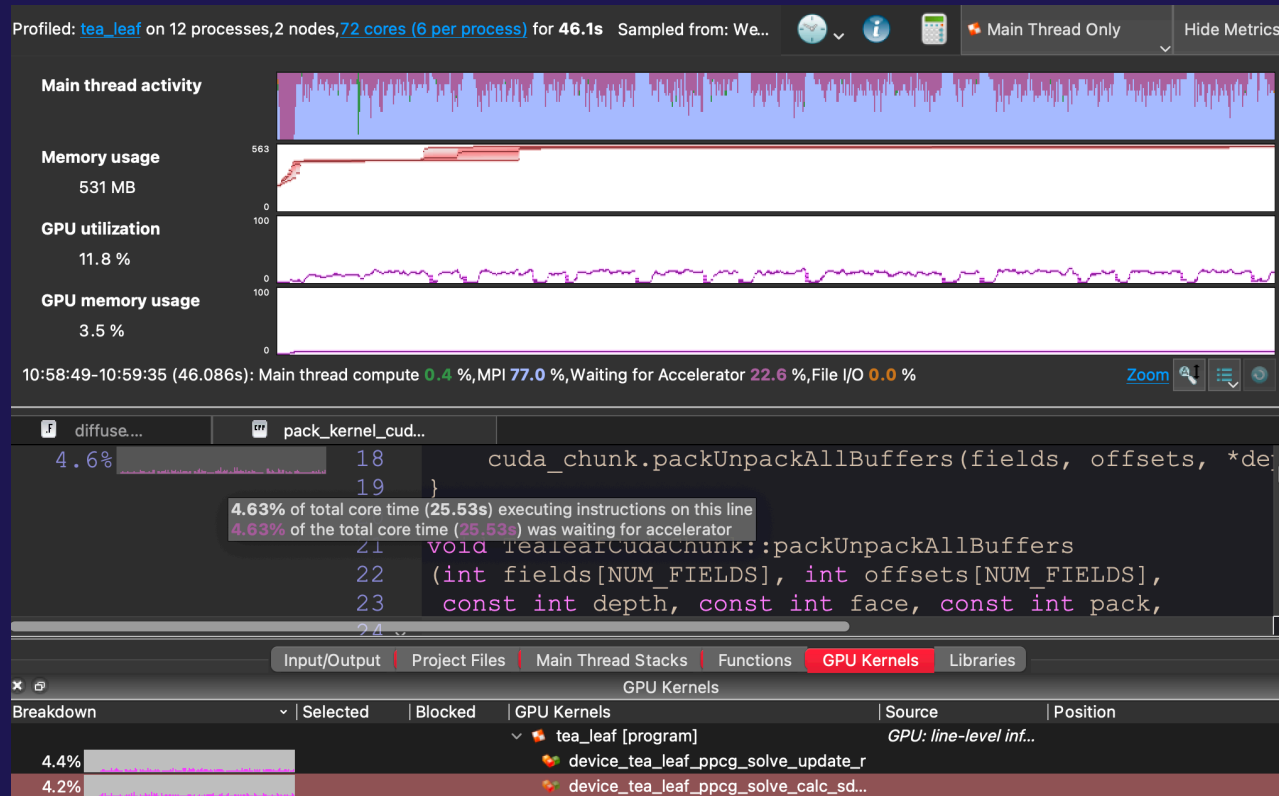 Profiled: tea_leaf on 12 processes,2 nodes,72 cores (6 per process) for 46.1s Sampled from: We... Main Thread Only Hide Metrics
Main thread activity
Memory usage 563
531 MB
0
GPU utilization 100
11.8 %
0
GPU memory usage 100
3.5 %
0
10:58:49-10:59:35 (46.086s): Main thread compute 0.4 %,MPI 77.0 %,Waiting for Accelerator 22.6 %,File I/O 0.0 % Zoom
.F diffuse.... CPP pack_kernel_cud...
4.6% 18 cuda_chunk.packUnpackAllBuffers(fields, offsets, *de
19 }
4.63% of total core time (25.53s) executing instructions on this line
4.63% of the total core time (25.53s) was waiting for accelerator
21 void TealeafCudaChunk::packUnpackAllBuffers
22 (int fields[NUM_FIELDS], int offsets[NUM_FIELDS],
23 const int depth, const int face, const int pack,
24
Input/Output Project Files Main Thread Stacks Functions GPU Kernels Libraries
GPU Kernels
Breakdown Selected Blocked GPU Kernels Source Position
tea_leaf [program] GPU: line-level inf...
4.4% device_tea_leaf_ppcg_solve_update_r
4.2% device_tea_leaf_ppcg_solve_calc_sd...